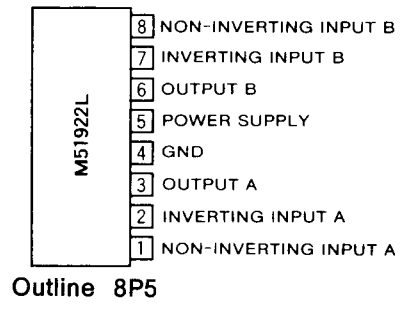 8 NON-INVERTING INPUT B
7 INVERTING INPUT B
6 OUTPUT B
5 POWER SUPPLY
4 GND
3 OUTPUT A
2 INVERTING INPUT A
1 NON-INVERTING INPUT A
M51922L
Outline 8P5